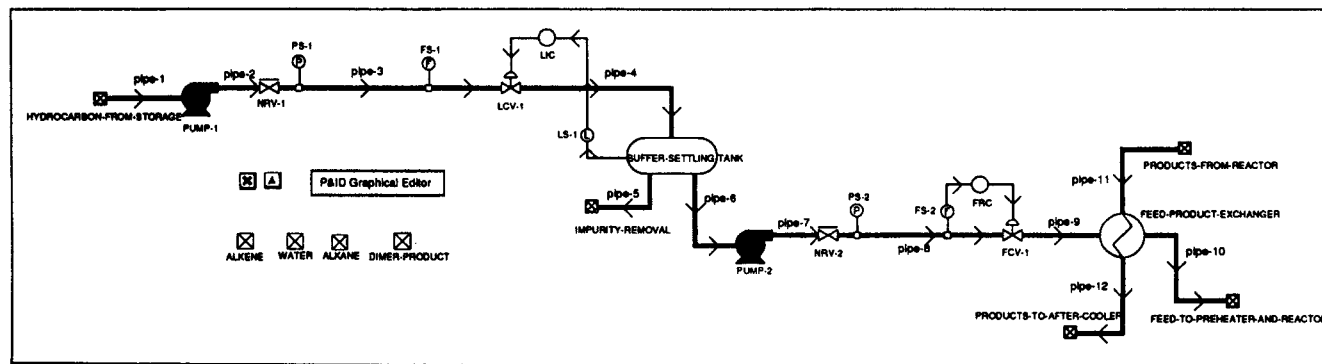 PS-1
FS-1
LIC
pipe-1
pipe-2
pipe-3
pipe-4
HYDROCARBON-FROM-STORAGE
PUMP-1
NRV-1
LCV-1
LS-1
L
P
F
BUFFER-SETTLING TANK
PRODUCTS-FROM-REACTOR
P&ID Graphical Editor
pipe-5
pipe-6
IMPURITY-REMOVAL
pipe-11
PS-2
P
FS-2
F
FRC
pipe-7
pipe-8
pipe-9
FEED-PRODUCT-EXCHANGER
ALKENE
WATER
ALKANE
DIMER-PRODUCT
PUMP-2
NRV-2
FCV-1
pipe-10
pipe-12
PRODUCTS-TO-AFTER-COOLER
FEED-TO-PREHEATER-AND-REACTOR